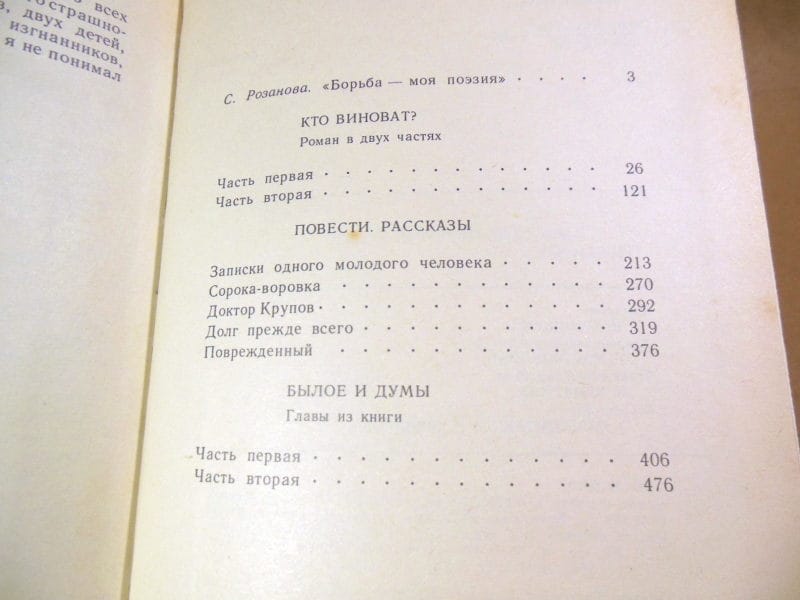 всех
страшно-
двух детей,
изгнанников,
я не понимал
С. Розанова. «Борьба — моя поэзия» . . . . 3
КТО ВИНОВАТ?
Роман в двух частях
Часть первая . . . . . . . . . . . . . 26
Часть вторая . . . . . . . . . . . . . 121
ПОВЕСТИ. РАССКАЗЫ
Записки одного молодого человека . . . . . 213
Сорока-воровка . . . . . . . . . . . . 270
Доктор Крупов . . . . . . . . . . . . . 292
Долг прежде всего . . . . . . . . . . . 319
Поврежденный . . . . . . . . . . . . 376
БЫЛОЕ И ДУМЫ
Главы из книги
Часть первая . . . . . . . . . . . . . 406
Часть вторая . . . . . . . . . . . . . 476